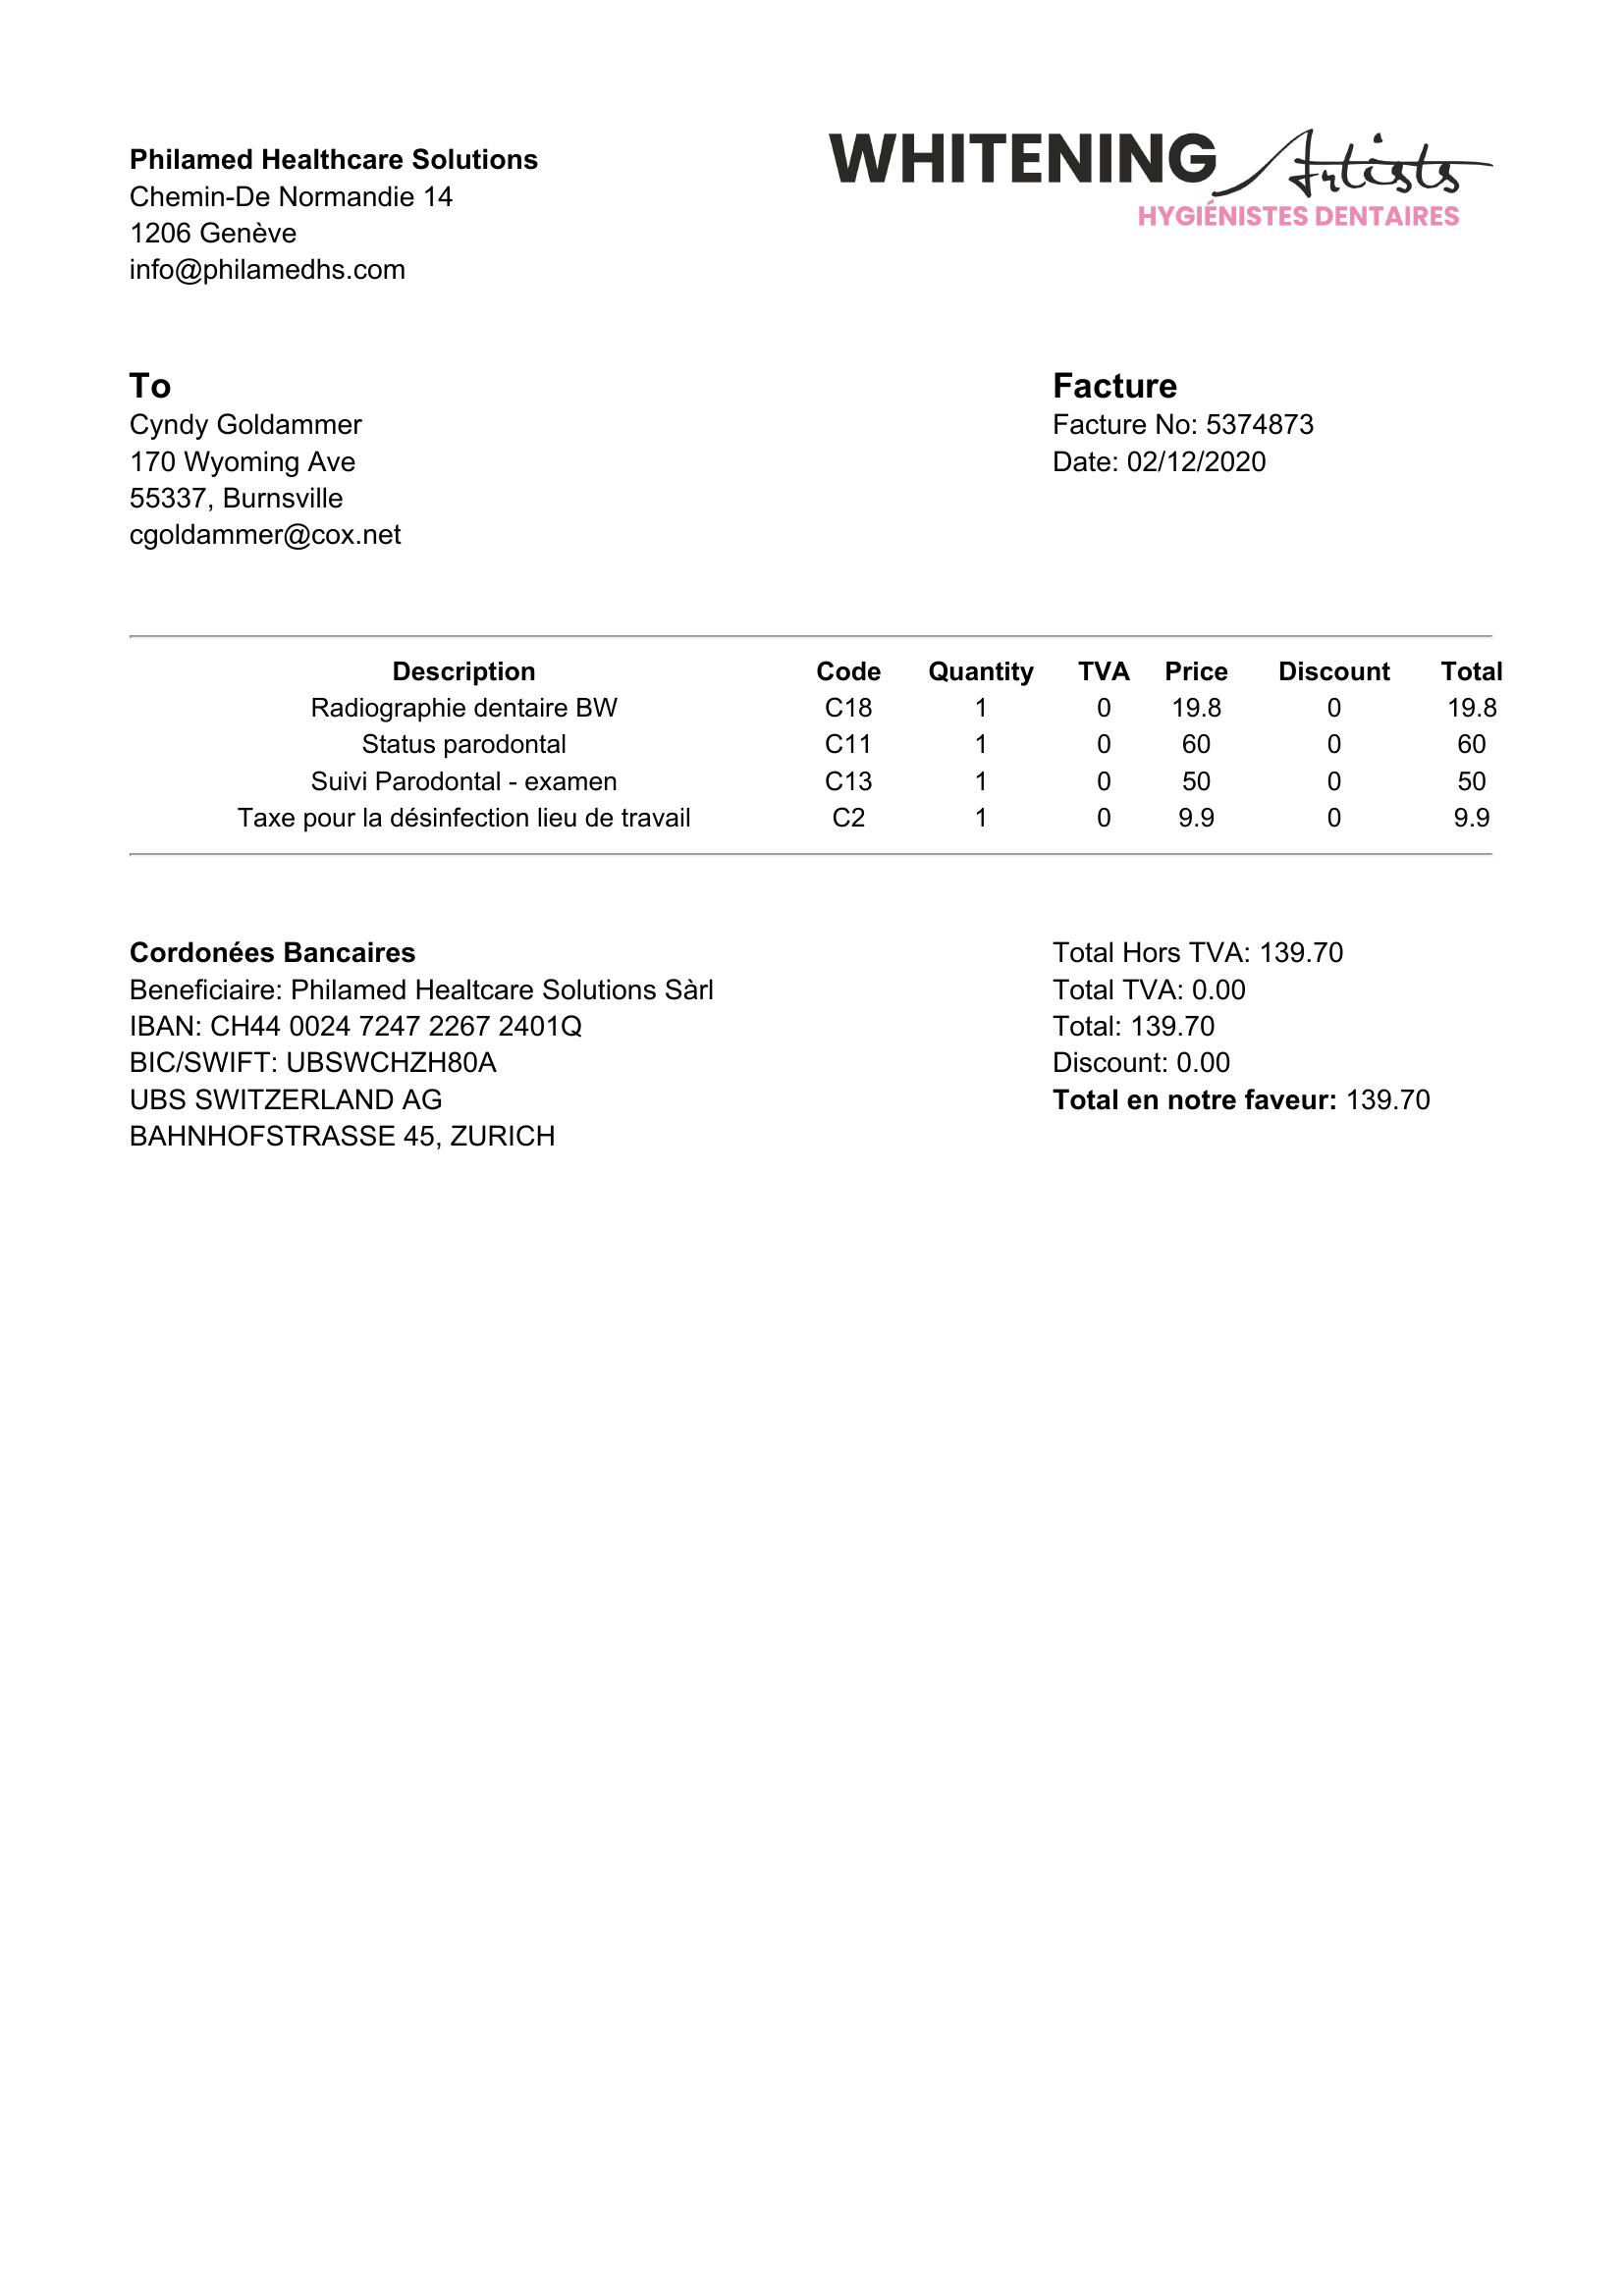 Philamed Healthcare Solutions
Chemin-De Normandie 14
1206 Genève
info@philamedhs.com
WHITENING Artists
HYGIÉNISTES DENTAIRES
To
Cyndy Goldammer
170 Wyoming Ave
55337, Burnsville
cgoldammer@cox.net
Facture
Facture No: 5374873
Date: 02/12/2020
Description Code Quantity TVA Price Discount Total
Radiographie dentaire BW C18 1 0 19.8 0 19.8
Status parodontal C11 1 0 60 0 60
Suivi Parodontal - examen C13 1 0 50 0 50
Taxe pour la désinfection lieu de travail C2 1 0 9.9 0 9.9
Cordonées Bancaires
Beneficiaire: Philamed Healtcare Solutions Sàrl
IBAN: CH44 0024 7247 2267 2401Q
BIC/SWIFT: UBSWCHZH80A
UBS SWITZERLAND AG
BAHNHOFSTRASSE 45, ZURICH
Total Hors TVA: 139.70
Total TVA: 0.00
Total: 139.70
Discount: 0.00
Total en notre faveur: 139.70